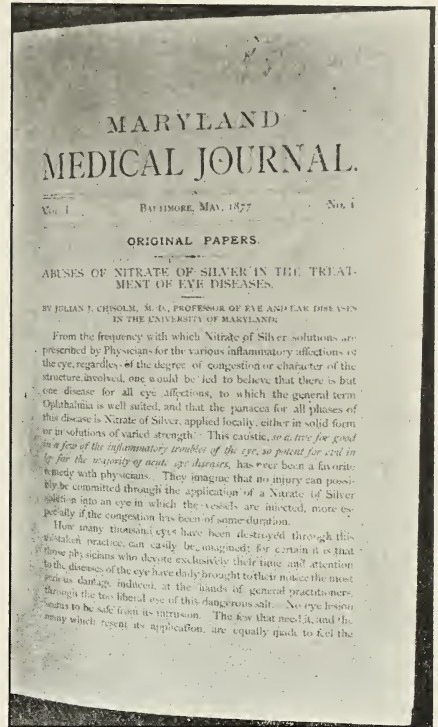 MARYLAND
MEDICAL JOURNAL.
Vol. I BALTIMORE, MAY, 1877 No. 1
ORIGINAL PAPERS.
ABUSES OF NITRATE OF SILVER IN THE TREAT-
MENT OF EYE DISEASES.
BY JULIAN J. CHISOLM, M. D., PROFESSOR OF EYE AND EAR DISEASES
IN THE UNIVERSITY OF MARYLAND.
From the frequency with which Nitrate of Silver solutions are
prescribed by Physicians for the various inflammatory affections of
the eye, regardless of the degree of congestion or character of the
structure involved, one would be led to believe that there is but
one disease for all eye affections, to which the general term
Ophthalmia is well suited, and that the panacea for all phases of
this disease is Nitrate of Silver, applied locally, either in solid form
or in solutions of varied strength. This caustic, so active for good
in a few of the inflammatory troubles of the eye, so potent for evil in
by far the majority of acute eye diseases, has ever been a favorite
remedy with physicians. They imagine that no injury can possi-
bly be committed through the application of a Nitrate of Silver
solution into an eye in which the vessels are injected, more es-
pecially if the congestion has been of some duration.
How many thousand eyes have been destroyed through this
mistaken practice, can easily be imagined; for certain it is that
those physicians who devote exclusively their time and attention
to the diseases of the eye have daily brought to their notice the most
serious damage, induced, at the hands of general practitioners,
through the too liberal use of this dangerous salt. No eye lesion
seems to be safe from its intrusion. The few that need it, and the
many which resent its application, are equally made to feel the